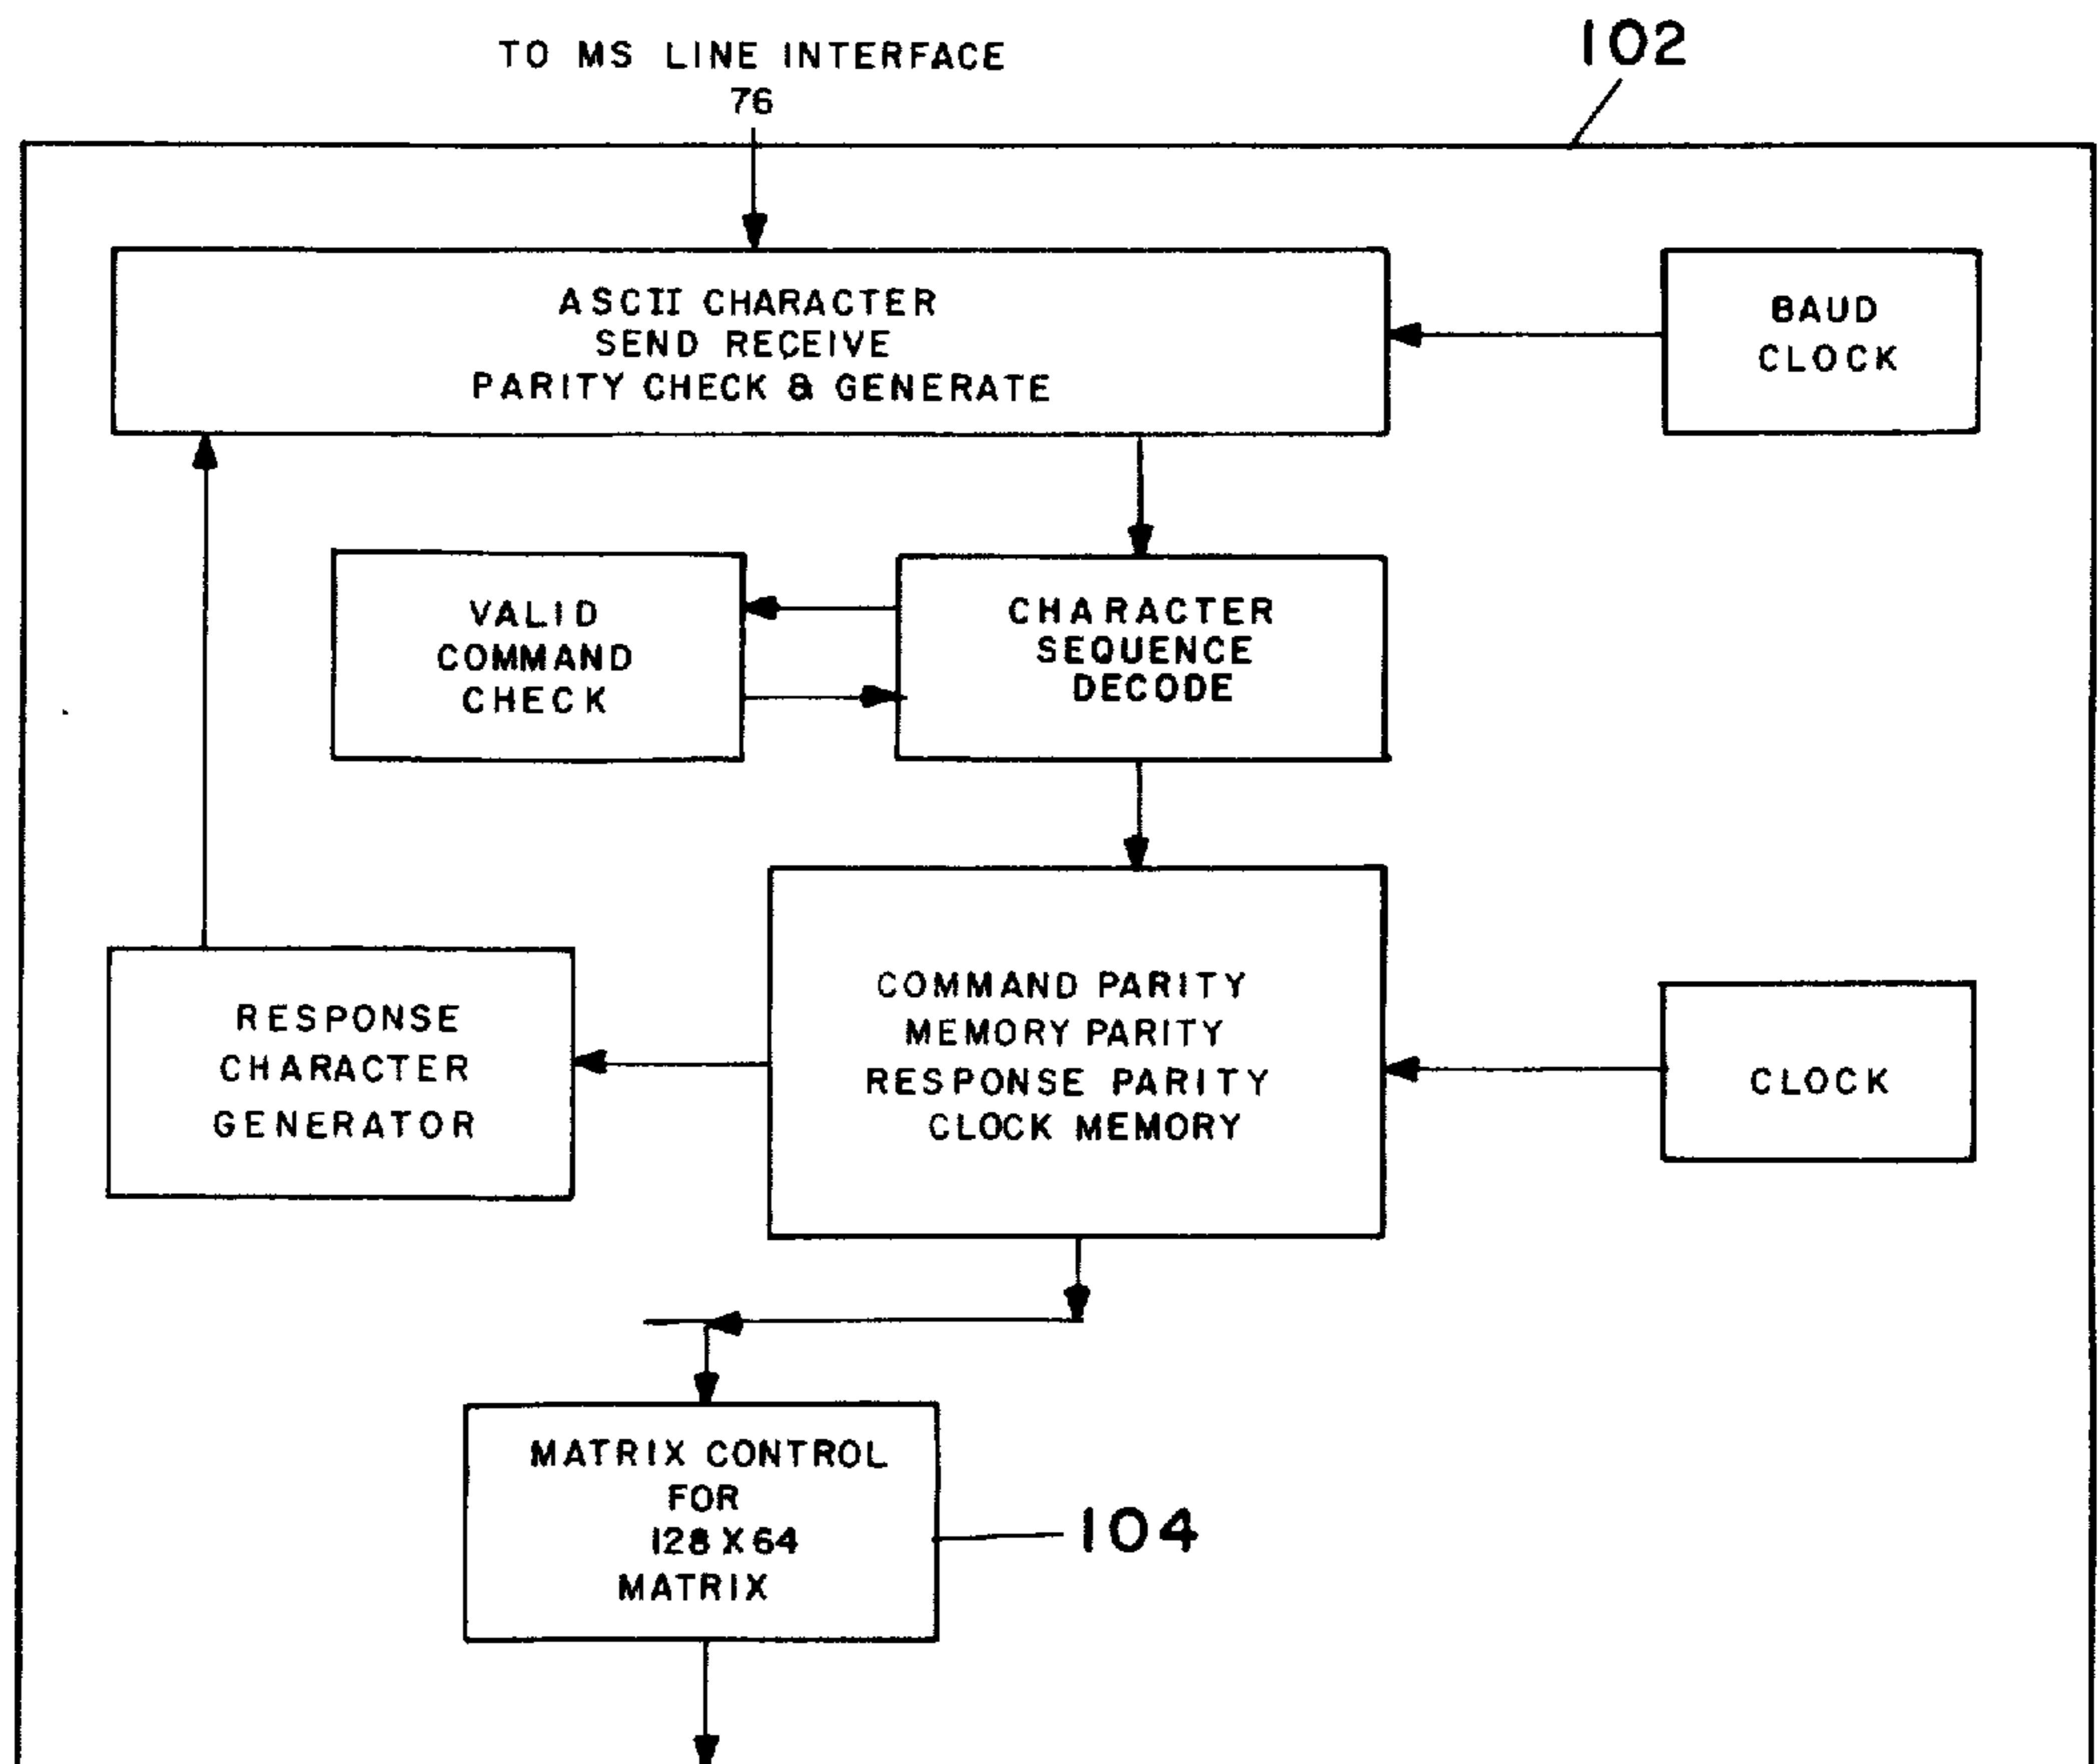 102
TO MS LINE INTERFACE
76
ASCII CHARACTER
SEND RECEIVE
PARITY CHECK & GENERATE
BAUD
CLOCK
VALID
COMMAND
CHECK
CHARACTER
SEQUENCE
DECODE
RESPONSE
CHARACTER
GENERATOR
COMMAND PARITY
MEMORY PARITY
RESPONSE PARITY
CLOCK MEMORY
CLOCK
MATRIX CONTROL
FOR
128 X 64
MATRIX
104